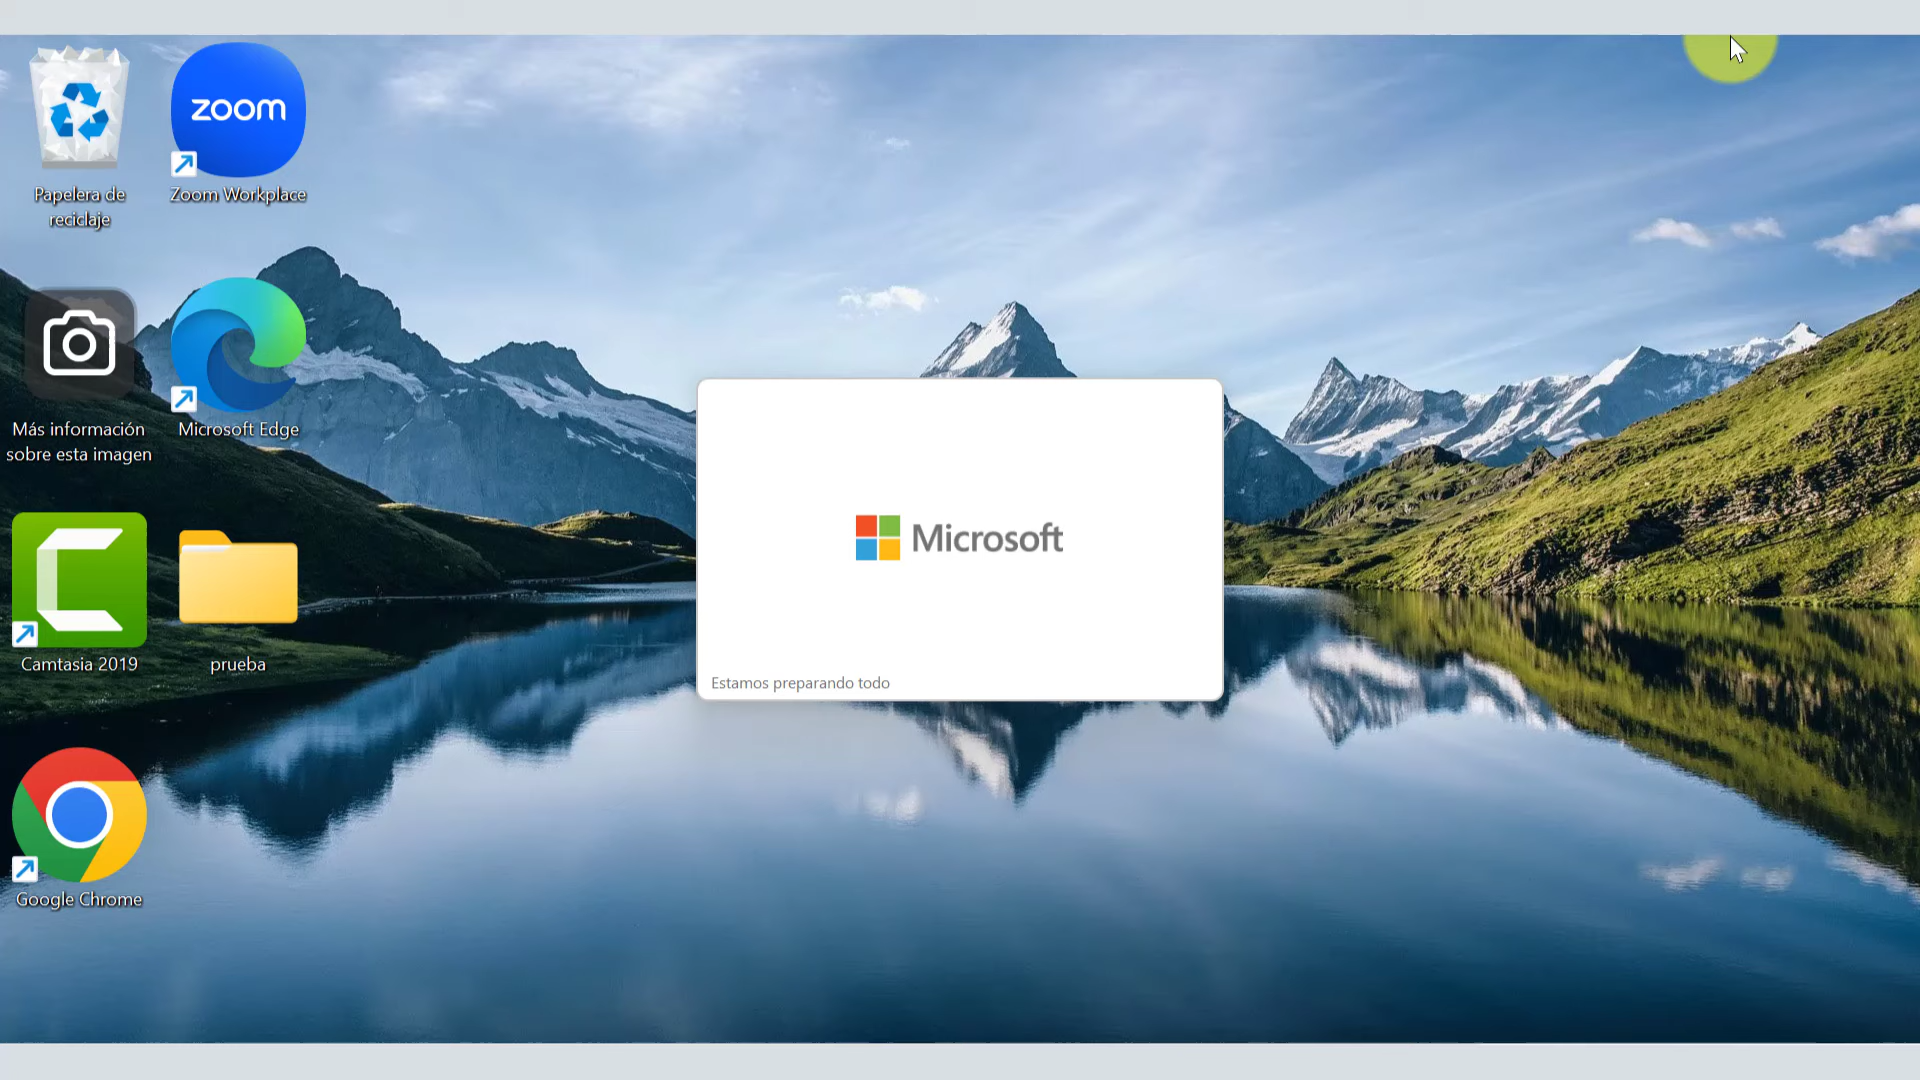 zoom
Papelera de
reciclaje
Zoom Workplace
Más información
sobre esta imagen
Microsoft Edge
Microsoft
Estamos preparando todo
Camtasia 2019
prueba
Google Chrome